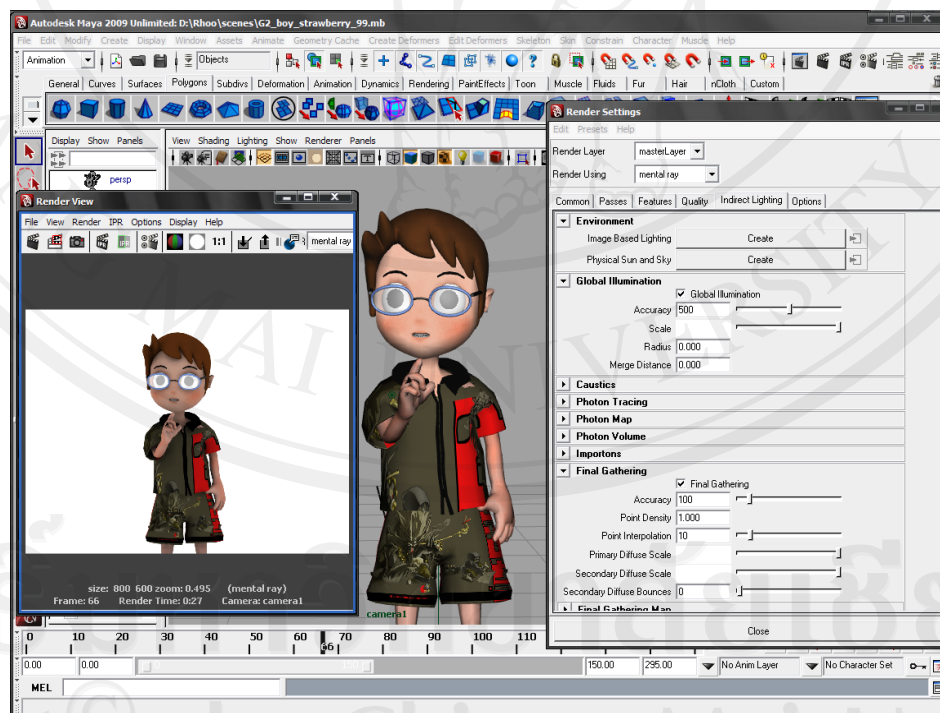 Autodesk Maya 2009 Unlimited: D:\Rhoo\scenes\G2_boy_strawberry_99.mb
File Edit Modify Create Display Window Assets Animate Geometry Cache Create Deformers Edit Deformers Skeleton Skin Constrain Character Muscle Help
Animation Objects
General Curves Surfaces Polygons Subdivs Deformation Animation Dynamics Rendering PaintEffects Toon Muscle Fluids Fur Hair nCloth Custom
Display Show Panels
View Shading Lighting Show Renderer Panels
persp
Render View
File View Render IPR Options Display Help
IPR 1:1 mental ray
size: 800 600 zoom: 0.495 (mental ray)
Frame: 66 Render Time: 0:27 Camera: camera1
camera1
Render Settings
Edit Presets Help
Render Layer masterLayer
Render Using mental ray
Common Passes Features Quality Indirect Lighting Options
Environment
Image Based Lighting Create
Physical Sun and Sky Create
Global Illumination
Global Illumination
Accuracy 500
Scale
Radius 0.000
Merge Distance 0.000
Caustics
Photon Tracing
Photon Map
Photon Volume
Importons
Final Gathering
Final Gathering
Accuracy 100
Point Density 1.000
Point Interpolation 10
Primary Diffuse Scale
Secondary Diffuse Scale
Secondary Diffuse Bounces 0
Final Gathering Map
Close
0 10 20 30 40 50 60 70 80 90 100 110
66
0.00 0.00 0 150 150.00 295.00 No Anim Layer No Character Set
MEL
MAI UNIVERSITY